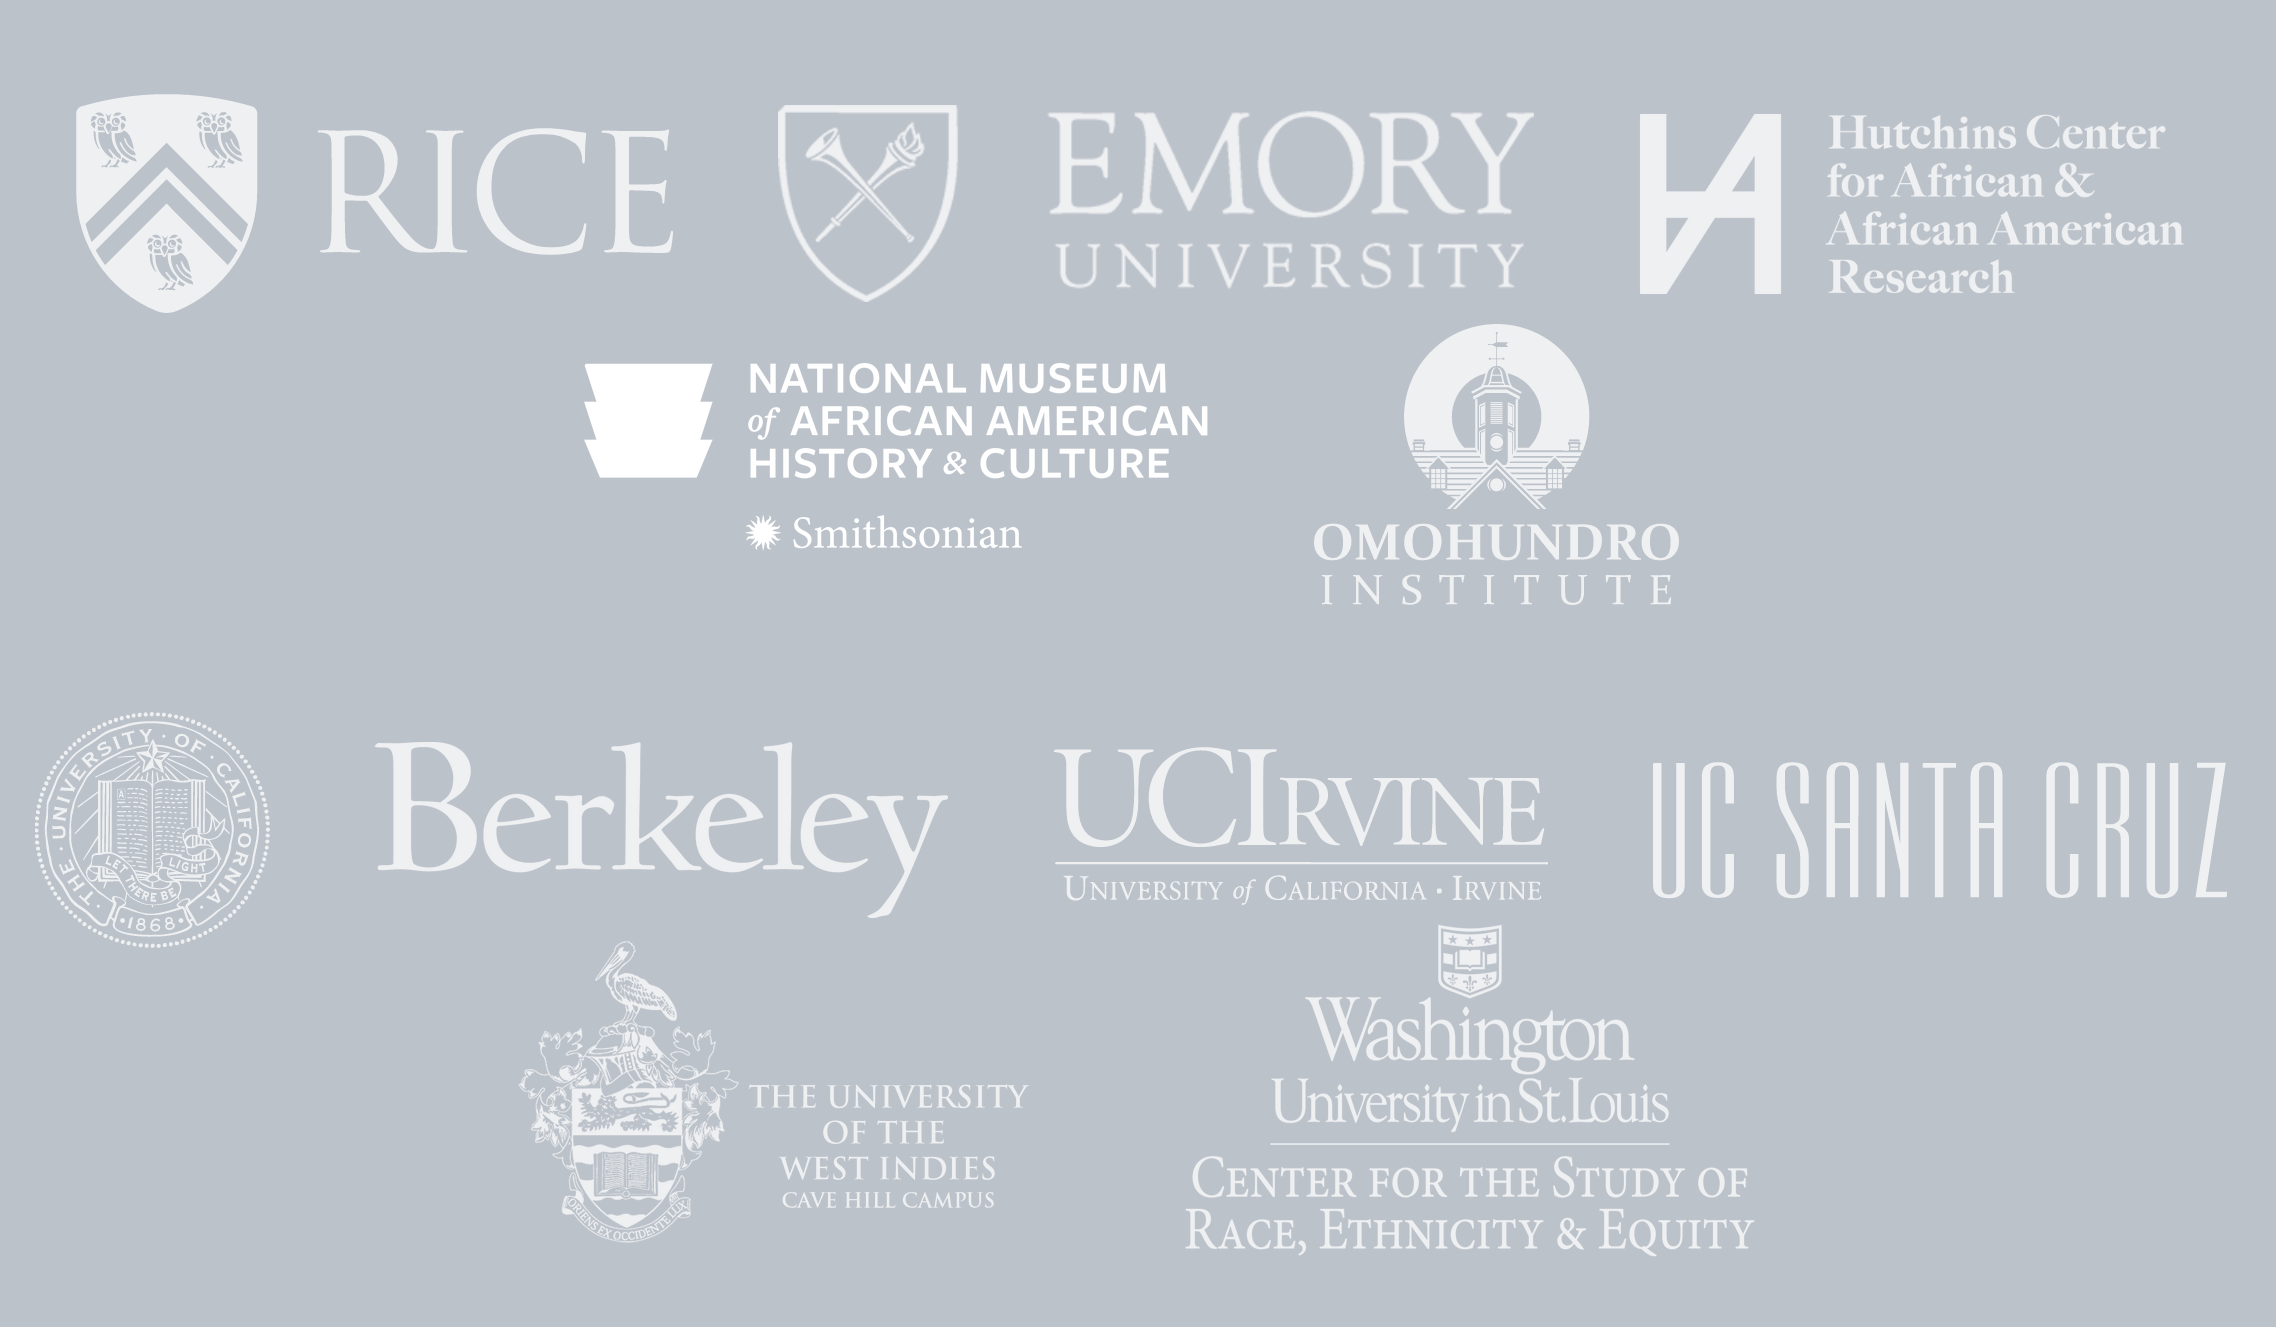 RICE
EMORY
UNIVERSITY
Hutchins Center
for African &
African American
Research
NATIONAL MUSEUM
of AFRICAN AMERICAN
HISTORY & CULTURE
Smithsonian
OMOHUNDRO
INSTITUTE
· THE · UNIVERSITY · OF · CALIFORNIA ·
A
LET THERE BE LIGHT
· 1868 ·
Berkeley
UCIRVINE
UNIVERSITY of CALIFORNIA · IRVINE
UC SANTA CRUZ
THE UNIVERSITY
OF THE
WEST INDIES
CAVE HILL CAMPUS
ORIENS EX OCCIDENTE LUX
Washington
University in St. Louis
CENTER FOR THE STUDY OF
RACE, ETHNICITY & EQUITY